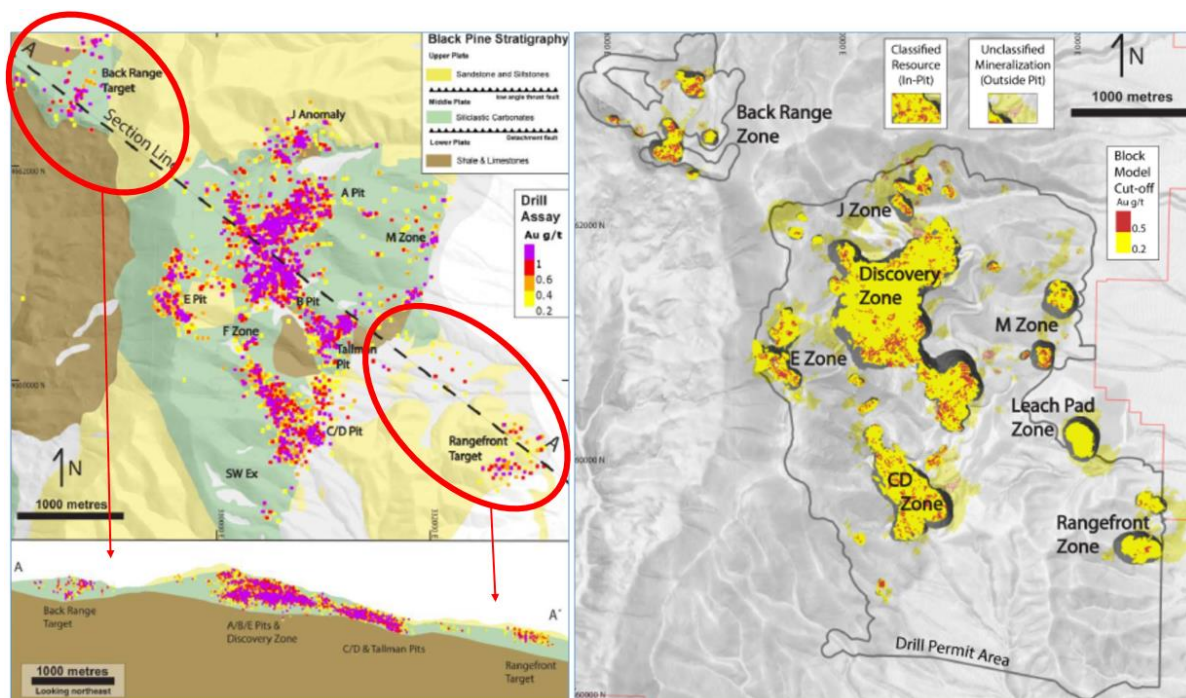 Black Pine Stratigraphy
Upper Plate
Sandstone and Siltstones
low angle thrust fault
Middle Plate
Siliclastic Carbonates
Detachment fault
Lower Plate
Shale & Limestones
A
Back Range
Target
Section Line
J Anomaly
A Pit
M Zone
E Pit
B Pit
F Zone
Tallman
Pit
C/D Pit
Rangefront
Target
A
SW Ex
N
1000 metres
Drill
Assay
Au g/t
1
0.6
0.4
0.2
A
Back Range
Target
A/B/E Pits &
Discovery Zone
C/D & Tallman Pits
A'
Rangefront
Target
1000 metres
Looking northeast
Classified
Resource
(In-Pit)
Unclassified
Mineralization
(Outside Pit)
N
1000 metres
Back Range
Zone
Block
Model
Cut-off
Au g/t
0.5
0.2
J Zone
Discovery
Zone
M Zone
E Zone
Leach Pad
Zone
CD
Zone
Rangefront
Zone
Drill Permit Area